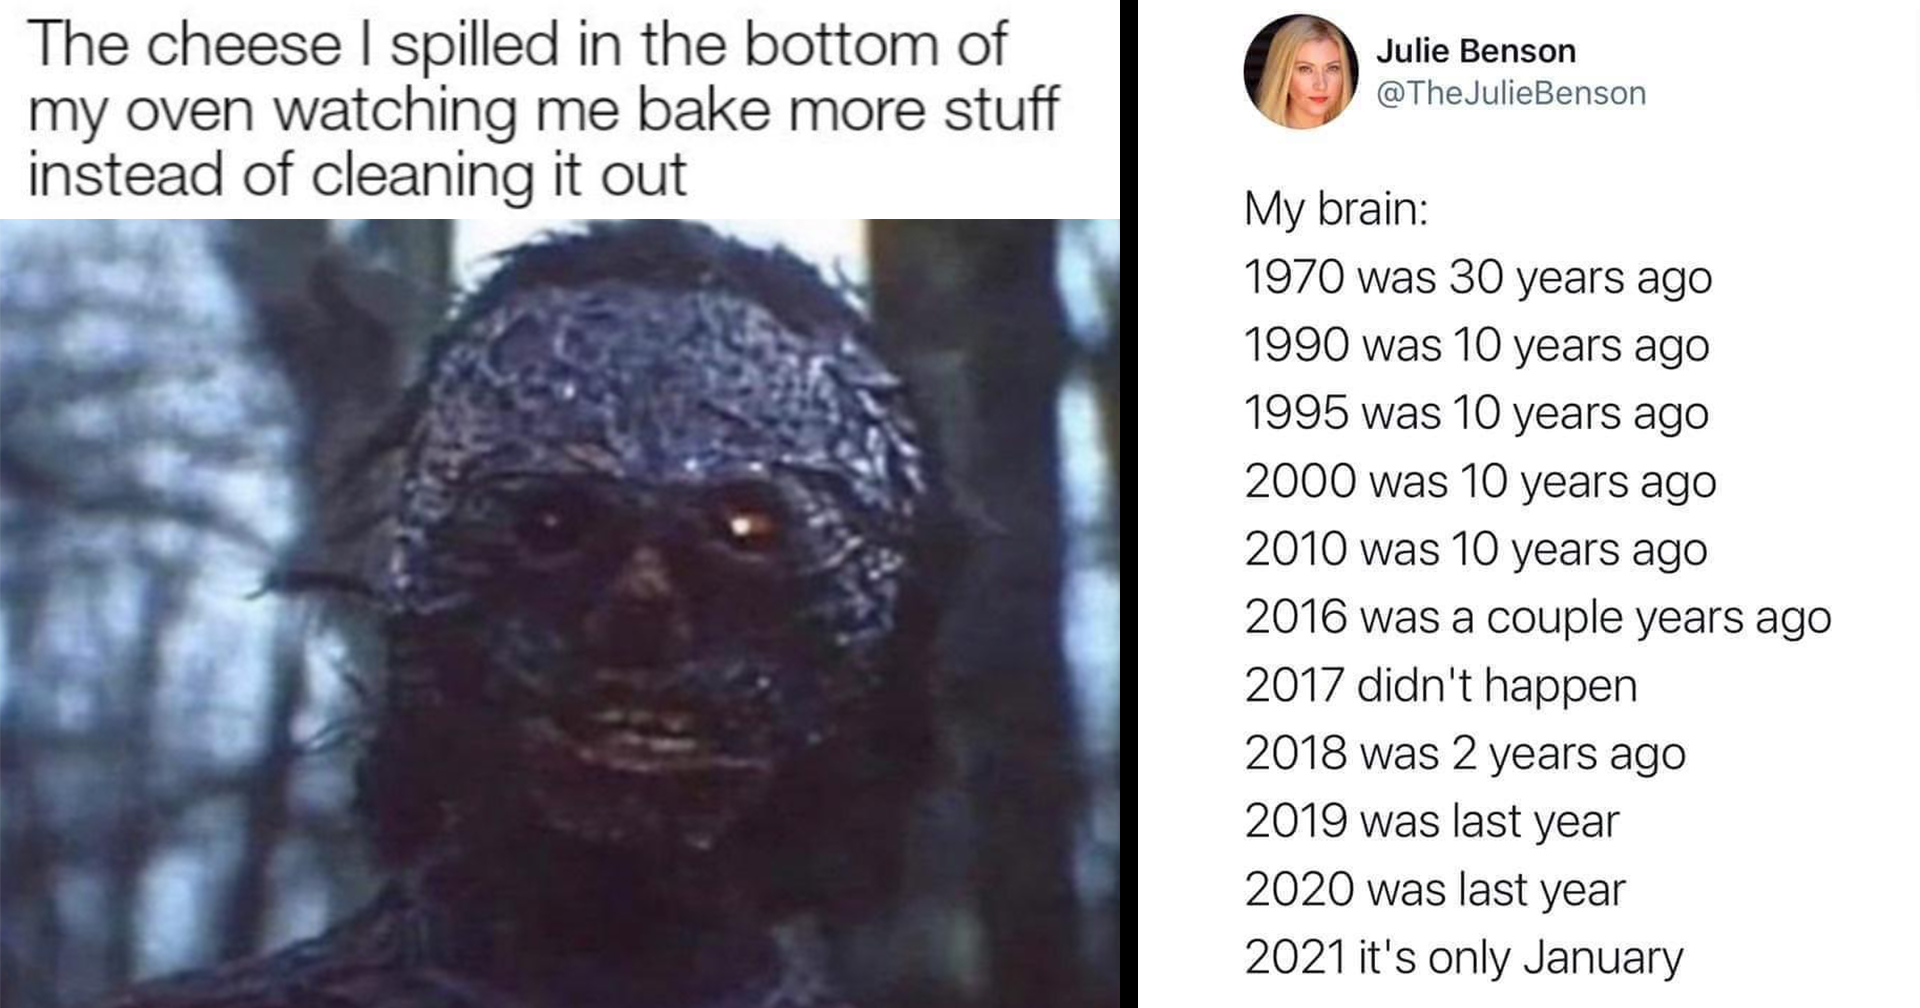 The cheese I spilled in the bottom of
my oven watching me bake more stuff
instead of cleaning it out
Julie Benson
@TheJulieBenson
My brain:
1970 was 30 years ago
1990 was 10 years ago
1995 was 10 years ago
2000 was 10 years ago
2010 was 10 years ago
2016 was a couple years ago
2017 didn't happen
2018 was 2 years ago
2019 was last year
2020 was last year
2021 it's only January